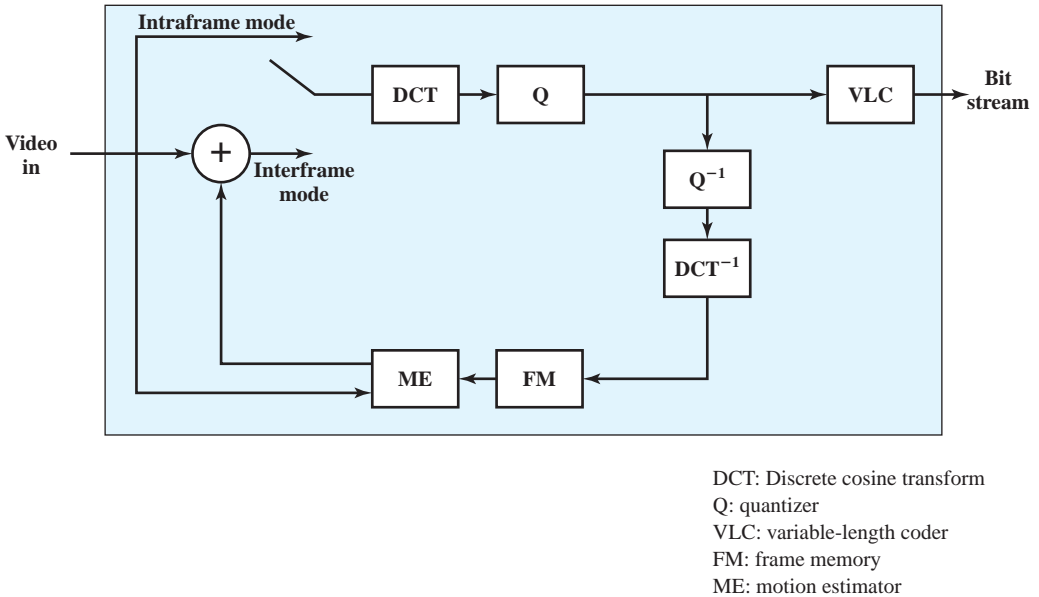 Intraframe mode
DCT
Q
VLC
Bit
stream
Video
in
+
Interframe
mode
Q⁻¹
DCT⁻¹
ME
FM
DCT: Discrete cosine transform
Q: quantizer
VLC: variable-length coder
FM: frame memory
ME: motion estimator